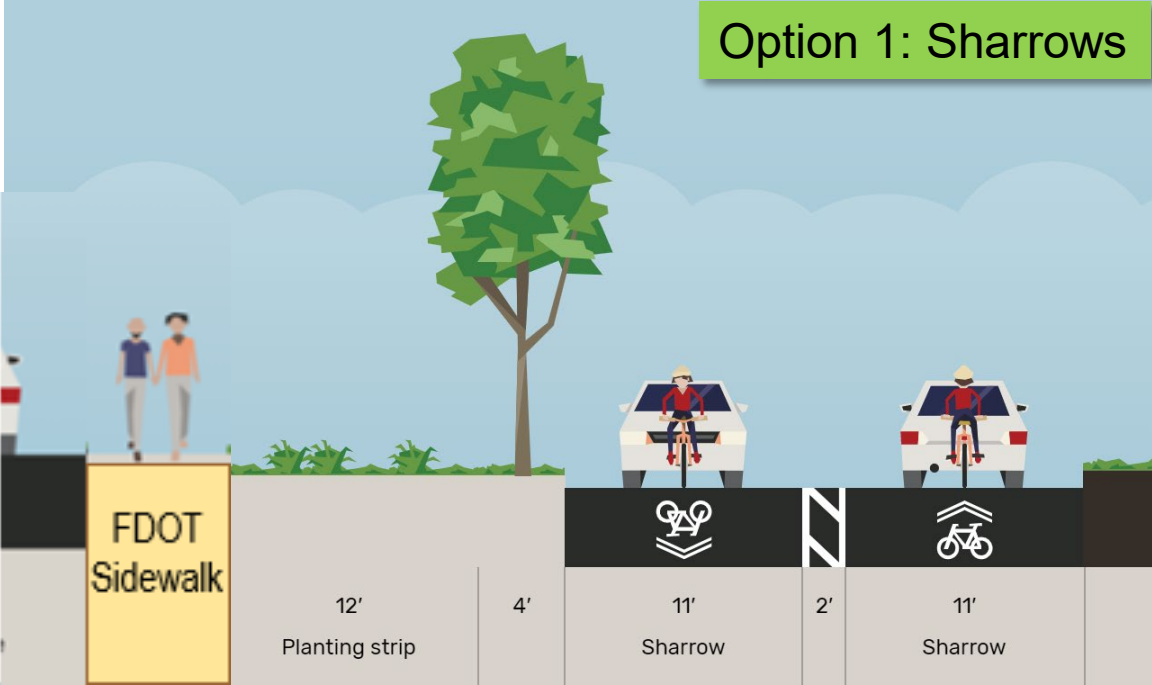 Option 1: Sharrows
FDOT
Sidewalk
12′
4′
11′
2′
11′
Planting strip
Sharrow
Sharrow